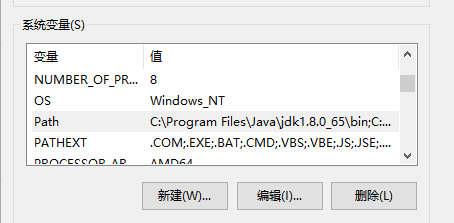 系统变量(S)
变量 值
NUMBER_OF_PR... 8
OS Windows_NT
Path C:\Program Files\Java\jdk1.8.0_65\bin;C:...
PATHEXT .COM;.EXE;.BAT;.CMD;.VBS;.VBE;.JS;.JSE;....
PROCESSOR_AR... AMD64
新建(W)... 编辑(I)... 删除(L)